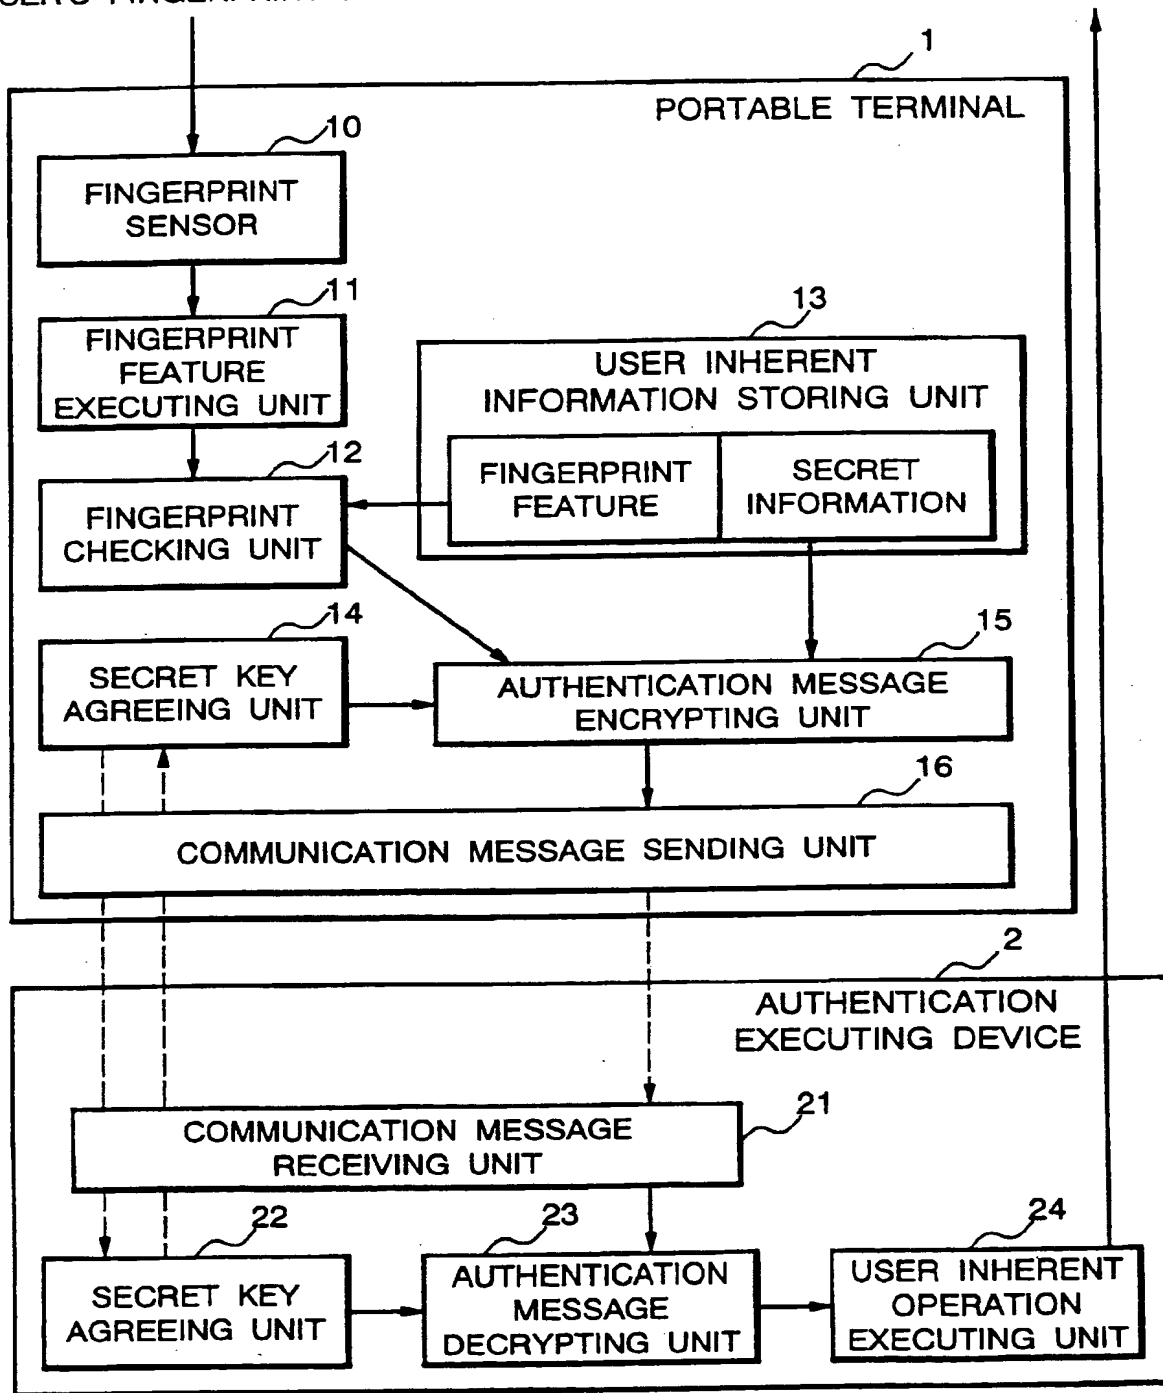 1
PORTABLE TERMINAL
10
FINGERPRINT
SENSOR
11
FINGERPRINT
FEATURE
EXECUTING UNIT
13
USER INHERENT
INFORMATION STORING UNIT
FINGERPRINT
FEATURE
SECRET
INFORMATION
12
FINGERPRINT
CHECKING UNIT
14
SECRET KEY
AGREEING UNIT
15
AUTHENTICATION MESSAGE
ENCRYPTING UNIT
16
COMMUNICATION MESSAGE SENDING UNIT
2
AUTHENTICATION
EXECUTING DEVICE
21
COMMUNICATION MESSAGE
RECEIVING UNIT
22
SECRET KEY
AGREEING UNIT
23
AUTHENTICATION
MESSAGE
DECRYPTING UNIT
24
USER INHERENT
OPERATION
EXECUTING UNIT